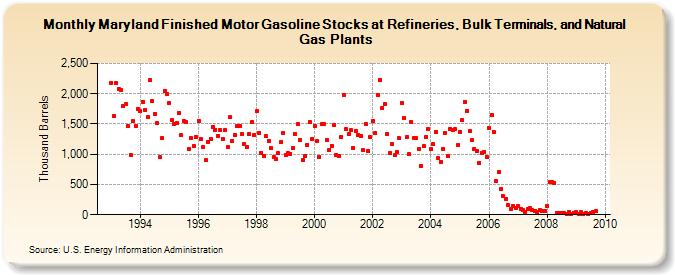 Monthly Maryland Finished Motor Gasoline Stocks at Refineries, Bulk Terminals, and Natural
Gas Plants
Thousand Barrels
2,500
2,000
1,500
1,000
500
0
1994 1996 1998 2000 2002 2004 2006 2008 2010
Source: U.S. Energy Information Administration